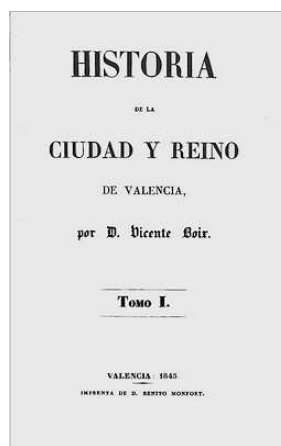 HISTORIA
DE LA
CIUDAD Y REINO
DE VALENCIA,
por D. Vicente Boix.
TOMO I.
VALENCIA: 1845.
IMPRENTA DE D. BENITO MONFORT.